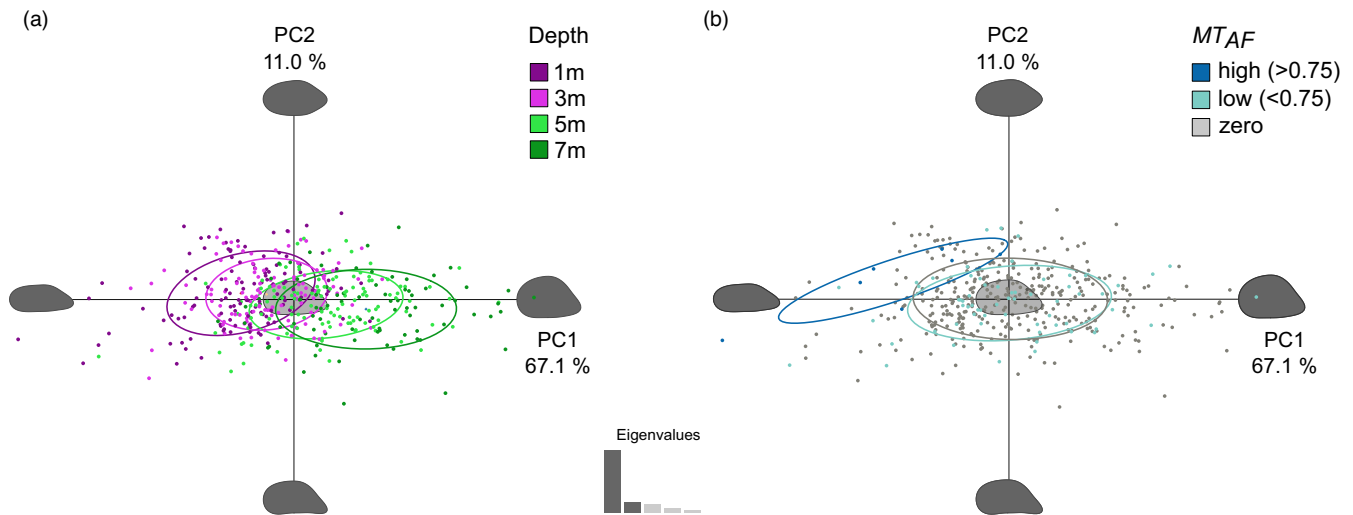 (a)
PC2
11.0 %
Depth
1m
3m
5m
7m
PC1
67.1 %
Eigenvalues
(b)
PC2
11.0 %
MTAF
high (>0.75)
low (<0.75)
zero
PC1
67.1 %